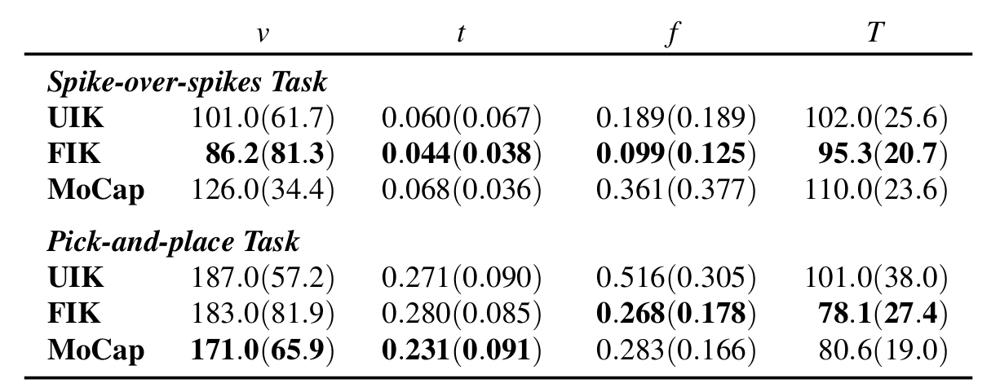 v t f T
Spike-over-spikes Task
UIK 101.0(61.7) 0.060(0.067) 0.189(0.189) 102.0(25.6)
FIK 86.2(81.3) 0.044(0.038) 0.099(0.125) 95.3(20.7)
MoCap 126.0(34.4) 0.068(0.036) 0.361(0.377) 110.0(23.6)
Pick-and-place Task
UIK 187.0(57.2) 0.271(0.090) 0.516(0.305) 101.0(38.0)
FIK 183.0(81.9) 0.280(0.085) 0.268(0.178) 78.1(27.4)
MoCap 171.0(65.9) 0.231(0.091) 0.283(0.166) 80.6(19.0)